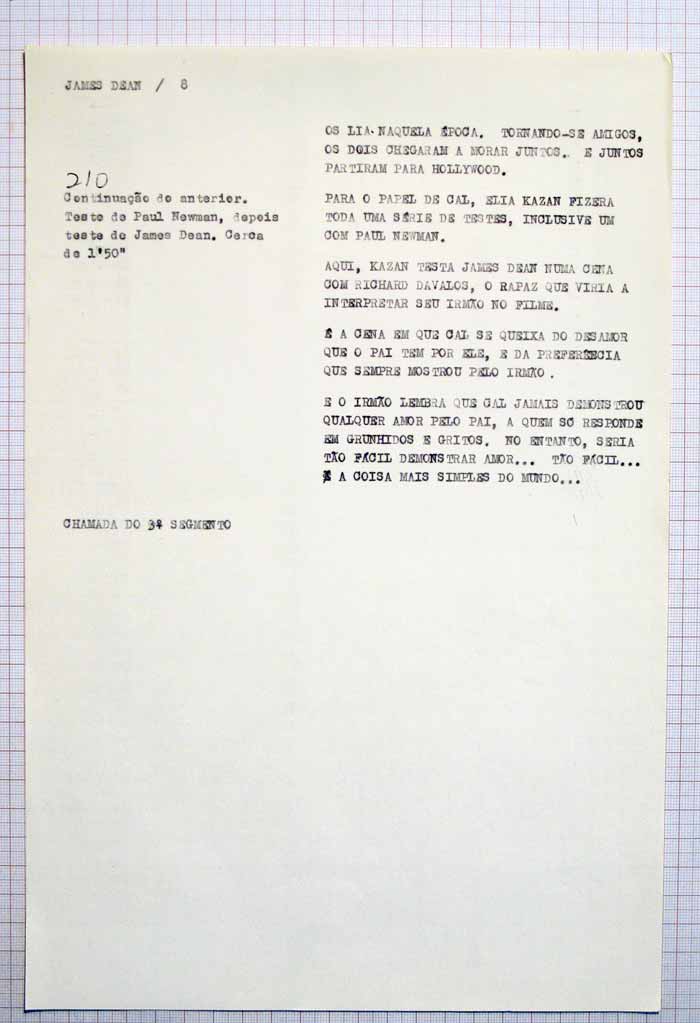 JAMES DEAN / 8
OS LIA NAQUELA ÉPOCA. TORNANDO-SE AMIGOS,
OS DOIS CHEGARAM A MORAR JUNTOS.. E JUNTOS
PARTIRAM PARA HOLLYWOOD.
210
Continuação do anterior.
Teste de Paul Newman, depois
teste de James Dean. Cerca
de 1'50"
PARA O PAPEL DE CAL, ELIA KAZAN FIZERA
TODA UMA SÉRIE DE TESTES, INCLUSIVE UM
COM PAUL NEWMAN.
AQUI, KAZAN TESTA JAMES DEAN NUMA CENA
COM RICHARD DAVALOS, O RAPAZ QUE VIRIA A
INTERPRETAR SEU IRMÃO NO FILME.
É A CENA EM QUE CAL SE QUEIXA DO DESAMOR
QUE O PAI TEM POR ELE, E DA
QUE SEMPRE MOSTROU PELO IRMÃO.
E O IRMÃO LEMBRA QUE CAL JAMAIS DEMONSTROU
QUALQUER AMOR PELO PAI, A QUEM SÓ RESPONDE
EM GRUNHIDOS E GRITOS. NO ENTANTO, SERIA
TÃO FÁCIL DEMONSTRAR AMOR... TÃO FÁCIL...
É A COISA MAIS SIMPLES DO MUNDO...
CHAMADA DO 3º SEGMENTO